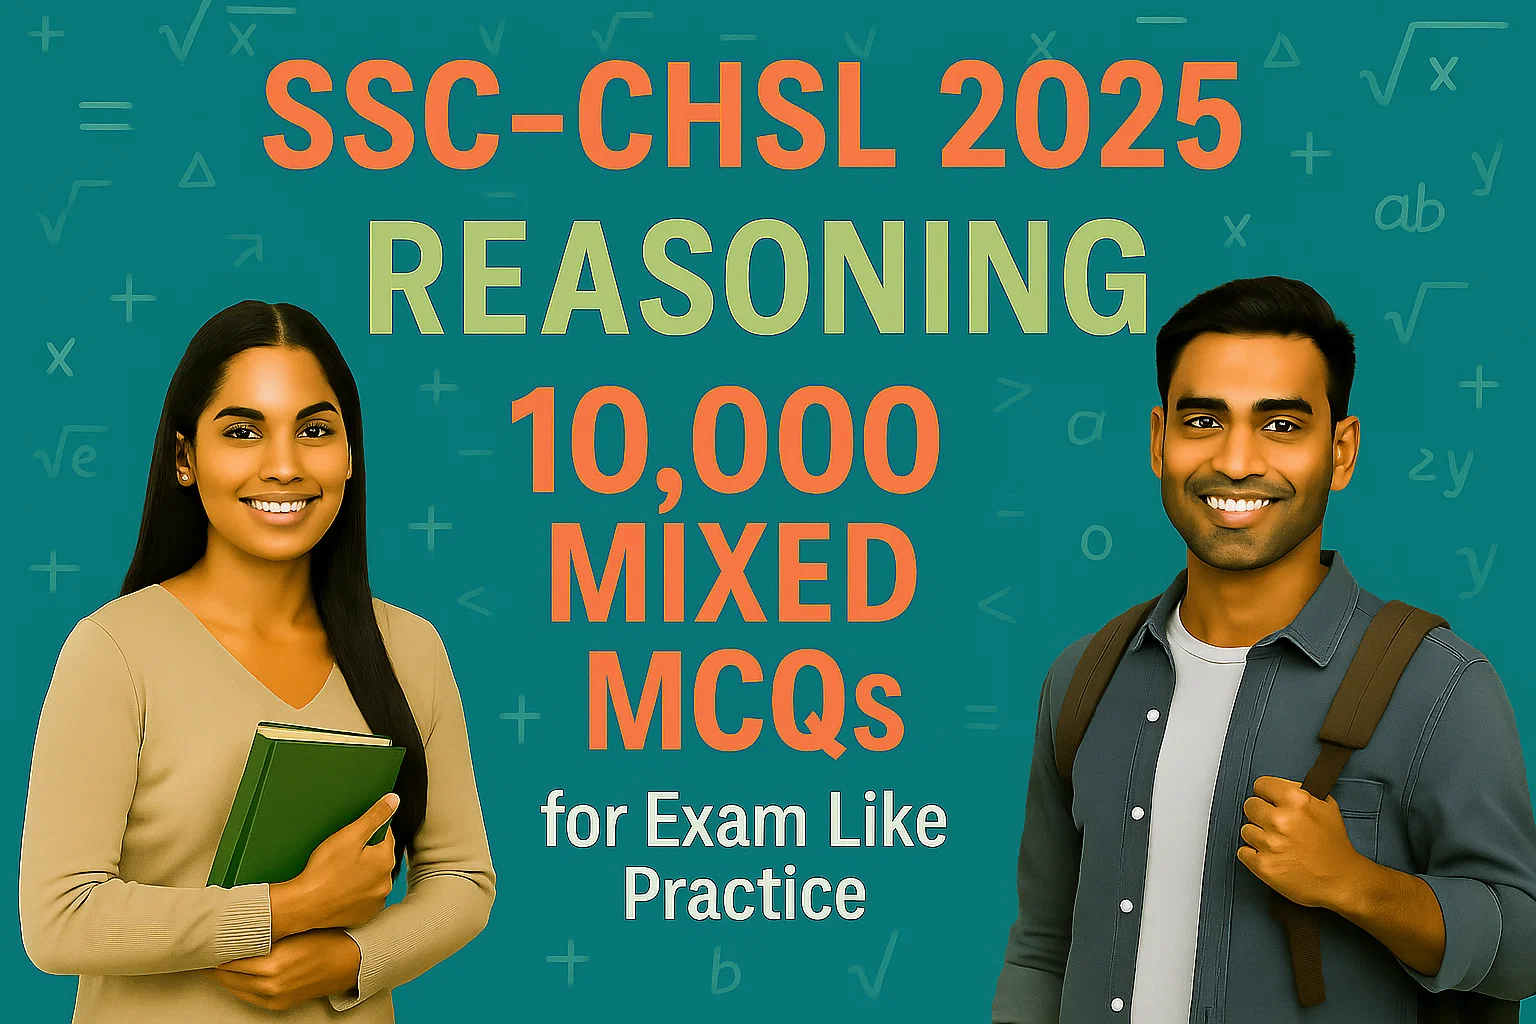 SSC-CHSL 2025
REASONING
10,000
MIXED
MCQs
for Exam Like
Practice